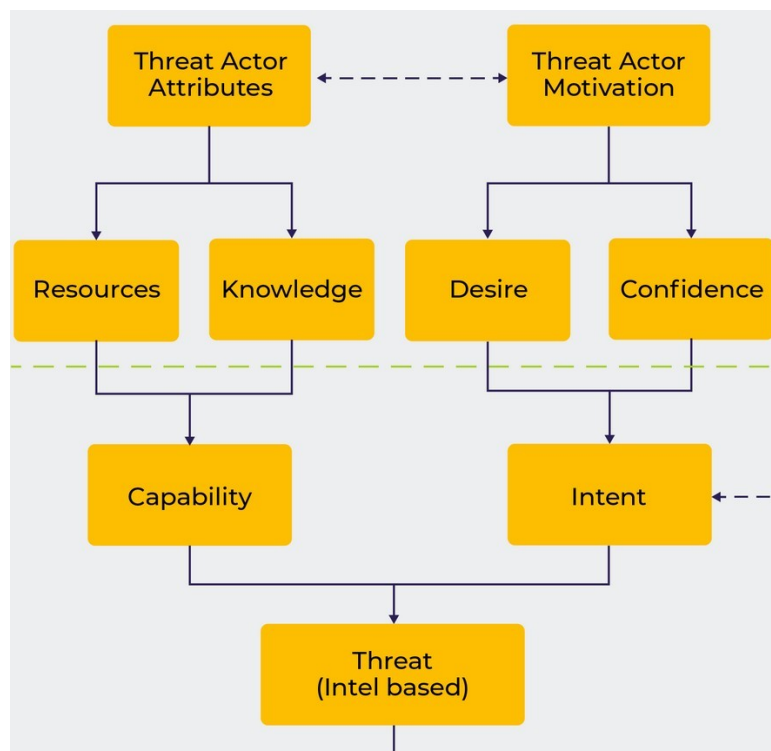 Threat Actor
Attributes
Threat Actor
Motivation
Resources
Knowledge
Desire
Confidence
Capability
Intent
Threat
(Intel based)